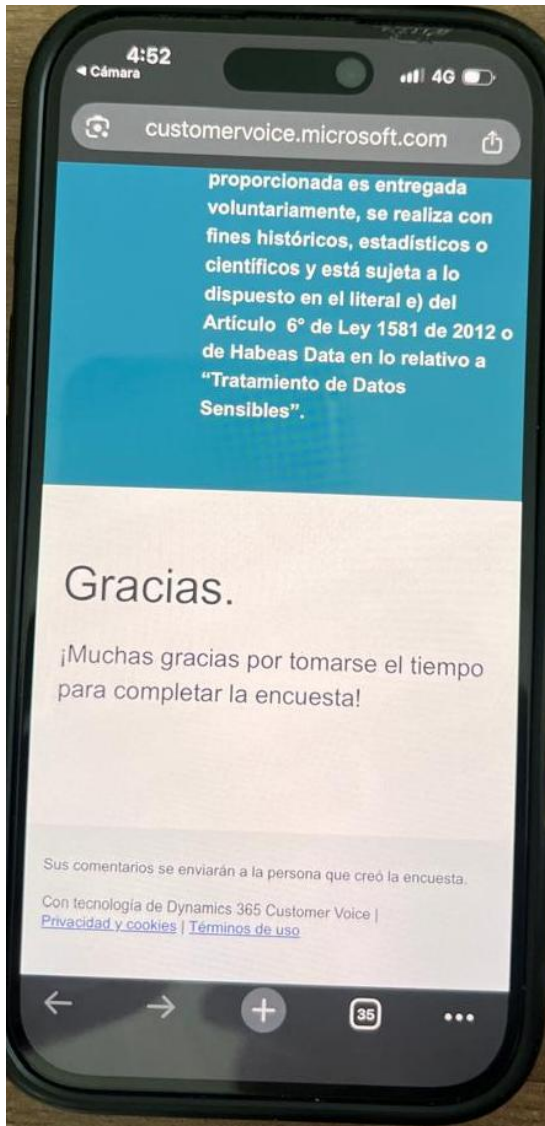 4:52
◀ Cámara
4G
customervoice.microsoft.com
proporcionada es entregada
voluntariamente, se realiza con
fines históricos, estadísticos o
científicos y está sujeta a lo
dispuesto en el literal e) del
Artículo 6° de Ley 1581 de 2012 o
de Habeas Data en lo relativo a
“Tratamiento de Datos
Sensibles”.
Gracias.
¡Muchas gracias por tomarse el tiempo
para completar la encuesta!
Sus comentarios se enviarán a la persona que creó la encuesta.
Con tecnología de Dynamics 365 Customer Voice |
Privacidad y cookies | Términos de uso
35